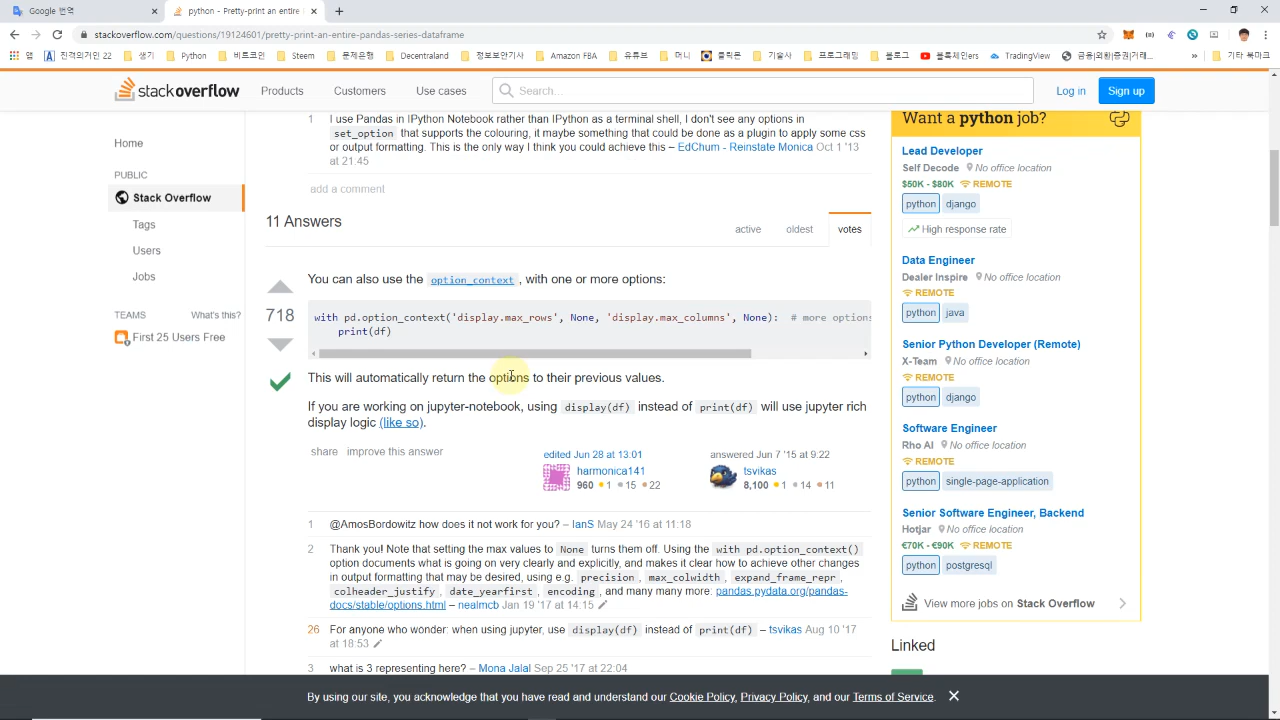 Google 번역
python - Pretty-print an entire
stackoverflow.com/questions/19124601/pretty-print-an-entire-pandas-series-dataframe
앱
진격의거인 22
생기
Python
비트코인
Steem
문제은행
Decentraland
정보보안기사
Amazon FBA
유튜브
머니
클릭몬
기술사
프로그래밍
블로그
블록체인스
TradingView
금융|외환|증권|거래...
»
기타 북마크
stackoverflow
Products
Customers
Use cases
Search...
Log in
Sign up
Home
PUBLIC
Stack Overflow
Tags
Users
Jobs
TEAMS
What's this?
First 25 Users Free
1 I use Pandas in IPython Notebook rather than IPython as a terminal shell, I don't see any options in
set_option that supports the colouring, it maybe something that could be done as a plugin to apply some css
or output formatting. This is the only way I think you could achieve this – EdChum - Reinstate Monica Oct 1 '13
at 21:45
add a comment
11 Answers
active
oldest
votes
718
You can also use the option_context , with one or more options:
with pd.option_context('display.max_rows', None, 'display.max_columns', None): # more options
print(df)
This will automatically return the options to their previous values.
If you are working on jupyter-notebook, using display(df) instead of print(df) will use jupyter rich
display logic (like so).
share improve this answer
edited Jun 28 at 13:01
harmonica141
960 1 15 22
answered Jun 7 '15 at 9:22
tsvikas
8,100 1 14 11
1 @AmosBordowitz how does it not work for you? – IanS May 24 '16 at 11:18
2 Thank you! Note that setting the max values to None turns them off. Using the with pd.option_context()
option documents what is going on very clearly and explicitly, and makes it clear how to achieve other changes
in output formatting that may be desired, using e.g. precision , max_colwidth , expand_frame_repr ,
colheader_justify , date_yearfirst , encoding , and many many more: pandas.pydata.org/pandas-
docs/stable/options.html – nealmcb Jan 19 '17 at 14:15
26 For anyone who wonder: when using jupyter, use display(df) instead of print(df) – tsvikas Aug 10 '17
at 18:53
3 what is 3 representing here? – Mona Jalal Sep 25 '17 at 22:04
Want a python job?
Lead Developer
Self Decode No office location
$50K - $80K REMOTE
python django
High response rate
Data Engineer
Dealer Inspire No office location
REMOTE
python java
Senior Python Developer (Remote)
X-Team No office location
REMOTE
python django
Software Engineer
Rho AI No office location
REMOTE
python single-page-application
Senior Software Engineer, Backend
Hotjar No office location
€70K - €90K REMOTE
python postgresql
View more jobs on Stack Overflow
Linked
By using our site, you acknowledge that you have read and understand our Cookie Policy, Privacy Policy, and our Terms of Service.